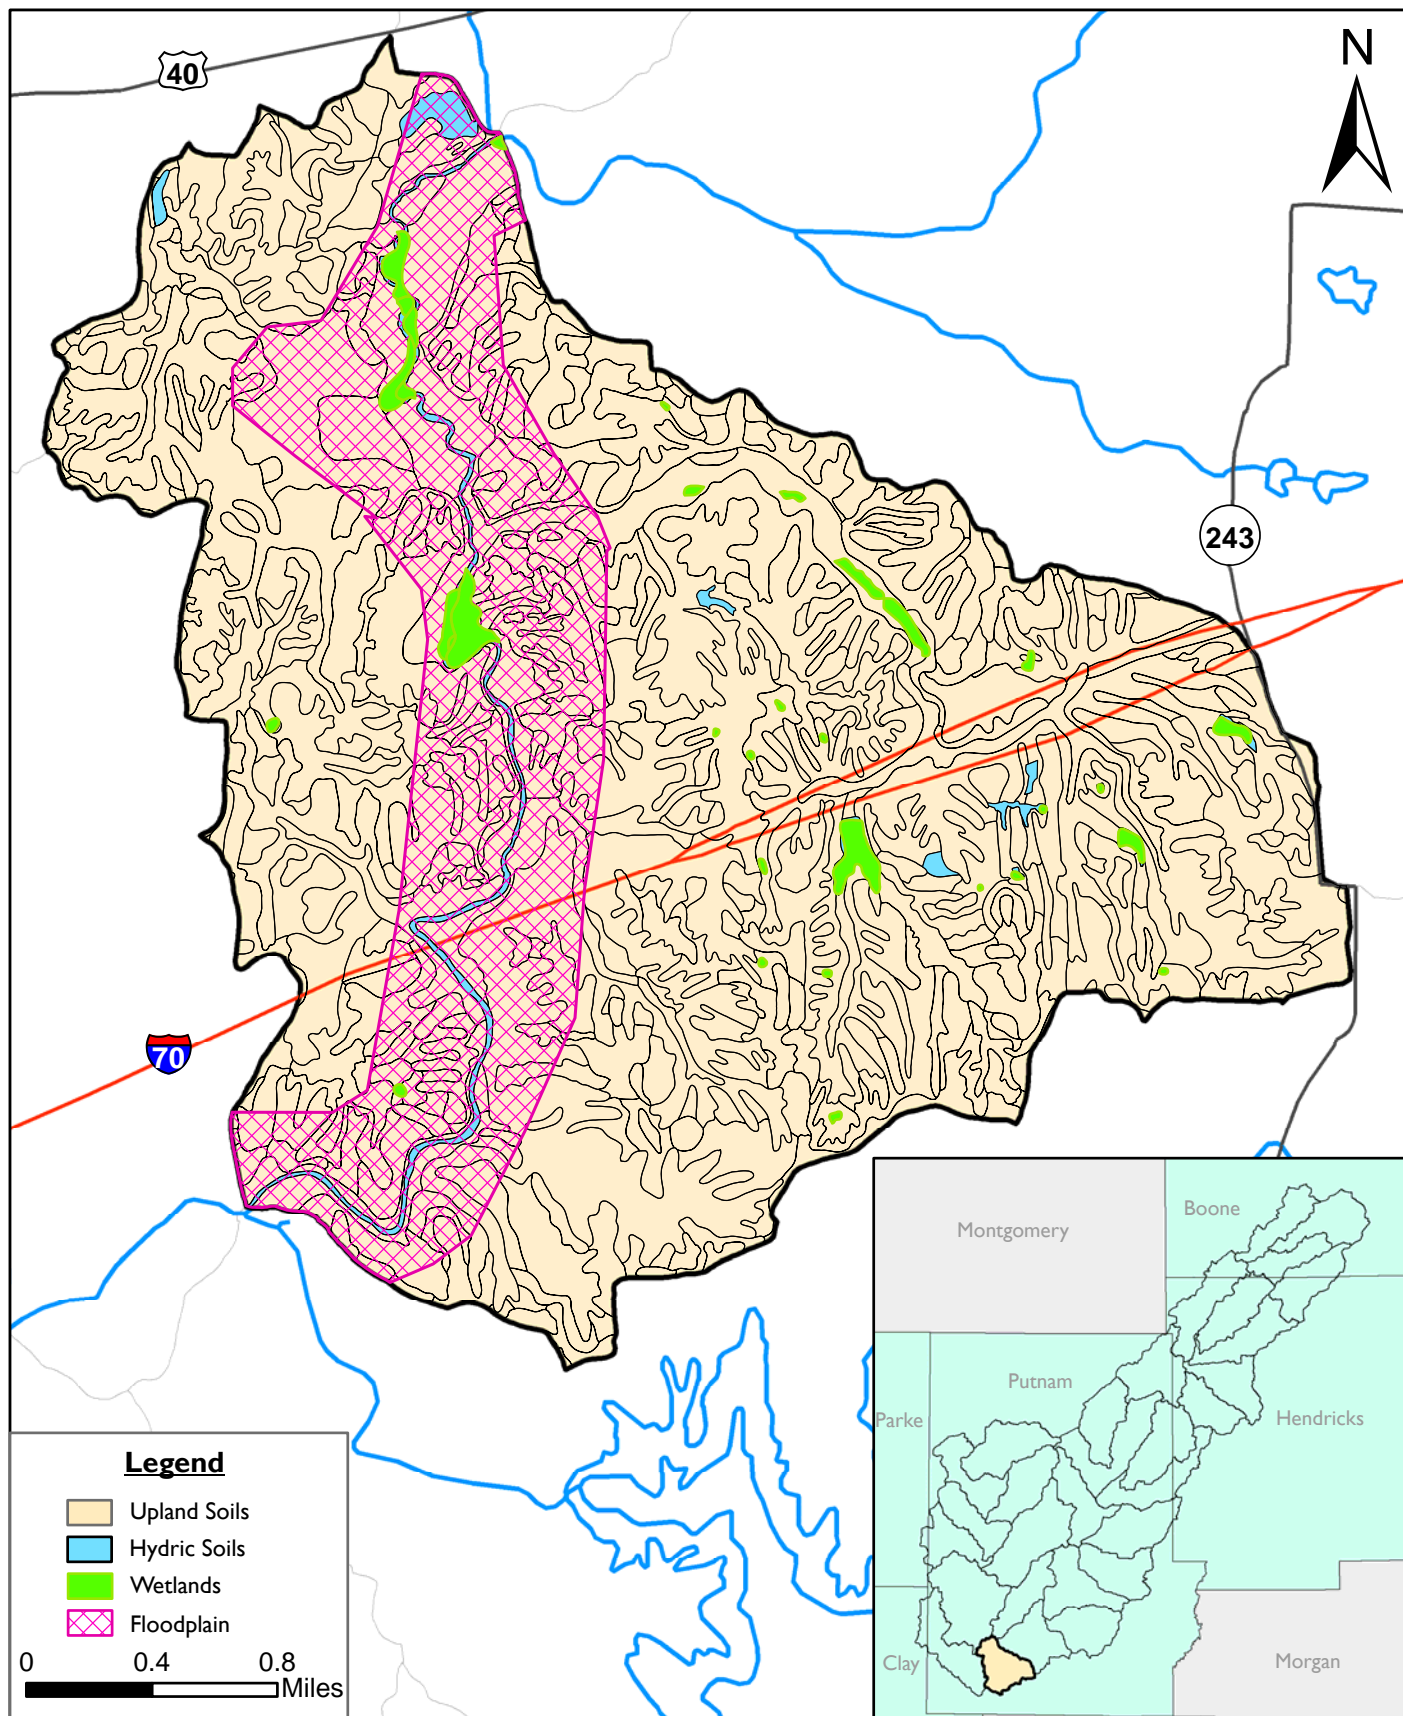 N
40
243
70
Boone
Montgomery
Putnam
Parke
Hendricks
Clay
Morgan
Legend
Upland Soils
Hydric Soils
Wetlands
Floodplain
0 0.4 0.8
Miles